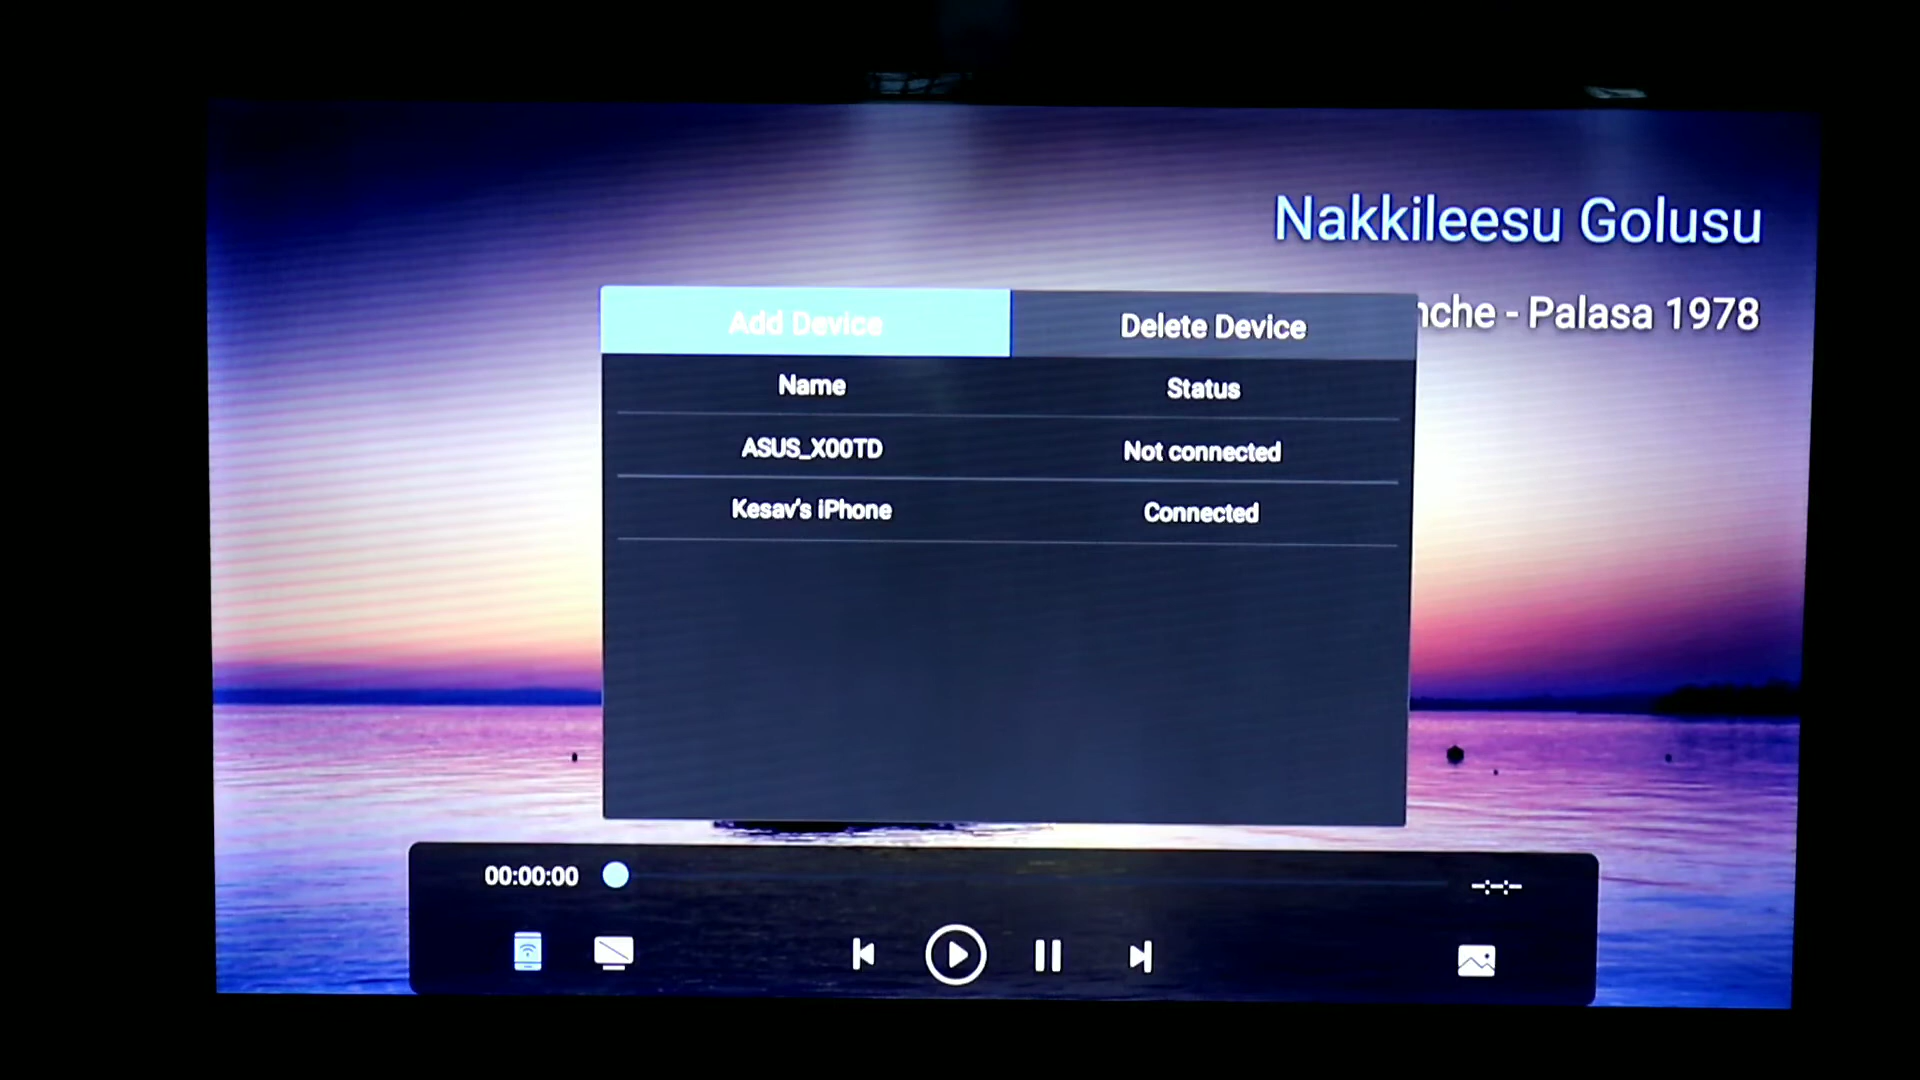 Nakkileesu Golusu
- Palasa 1978
Add Device
Delete Device
Name
Status
ASUS_X00TD
Not connected
Kesav's iPhone
Connected
00:00:00
--:--:--